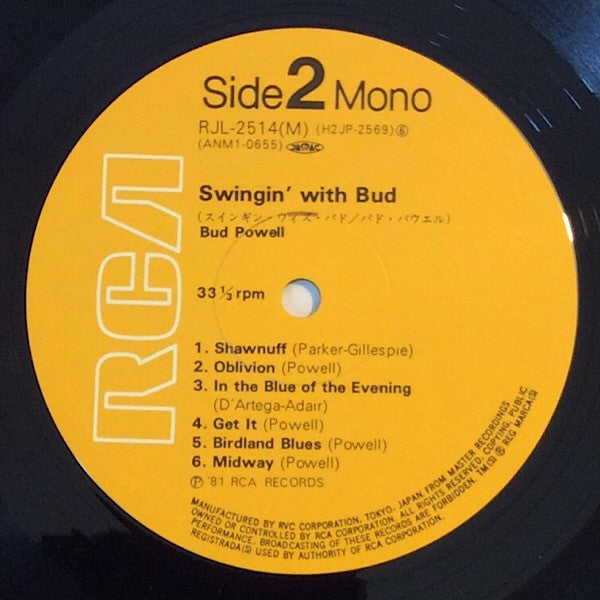 Side 2 Mono
RJL-2514(M) (H2JP-2569)⑥
(ANM1-0655)
RCA
Swingin' with Bud
(スインギン・ウイズ・バド/バド・パウエル)
Bud Powell
33⅓ rpm
1. Shawnuff (Parker-Gillespie)
2. Oblivion (Powell)
3. In the Blue of the Evening
(D'Artega-Adair)
4. Get It (Powell)
5. Birdland Blues (Powell)
6. Midway (Powell)
Ⓟ '81 RCA RECORDS
MANUFACTURED BY RVC CORPORATION, TOKYO, JAPAN FROM MASTER RECORDINGS
OWNED OR CONTROLLED BY RCA CORPORATION. ALL RIGHTS RESERVED, COPYING, PUBLIC
PERFORMANCE, BROADCASTING OF THESE RECORDS ARE FORBIDDEN TM(S) ® REG MARCA(S)
REGISTRADA(S) USED BY AUTHORITY OF RCA CORPORATION.